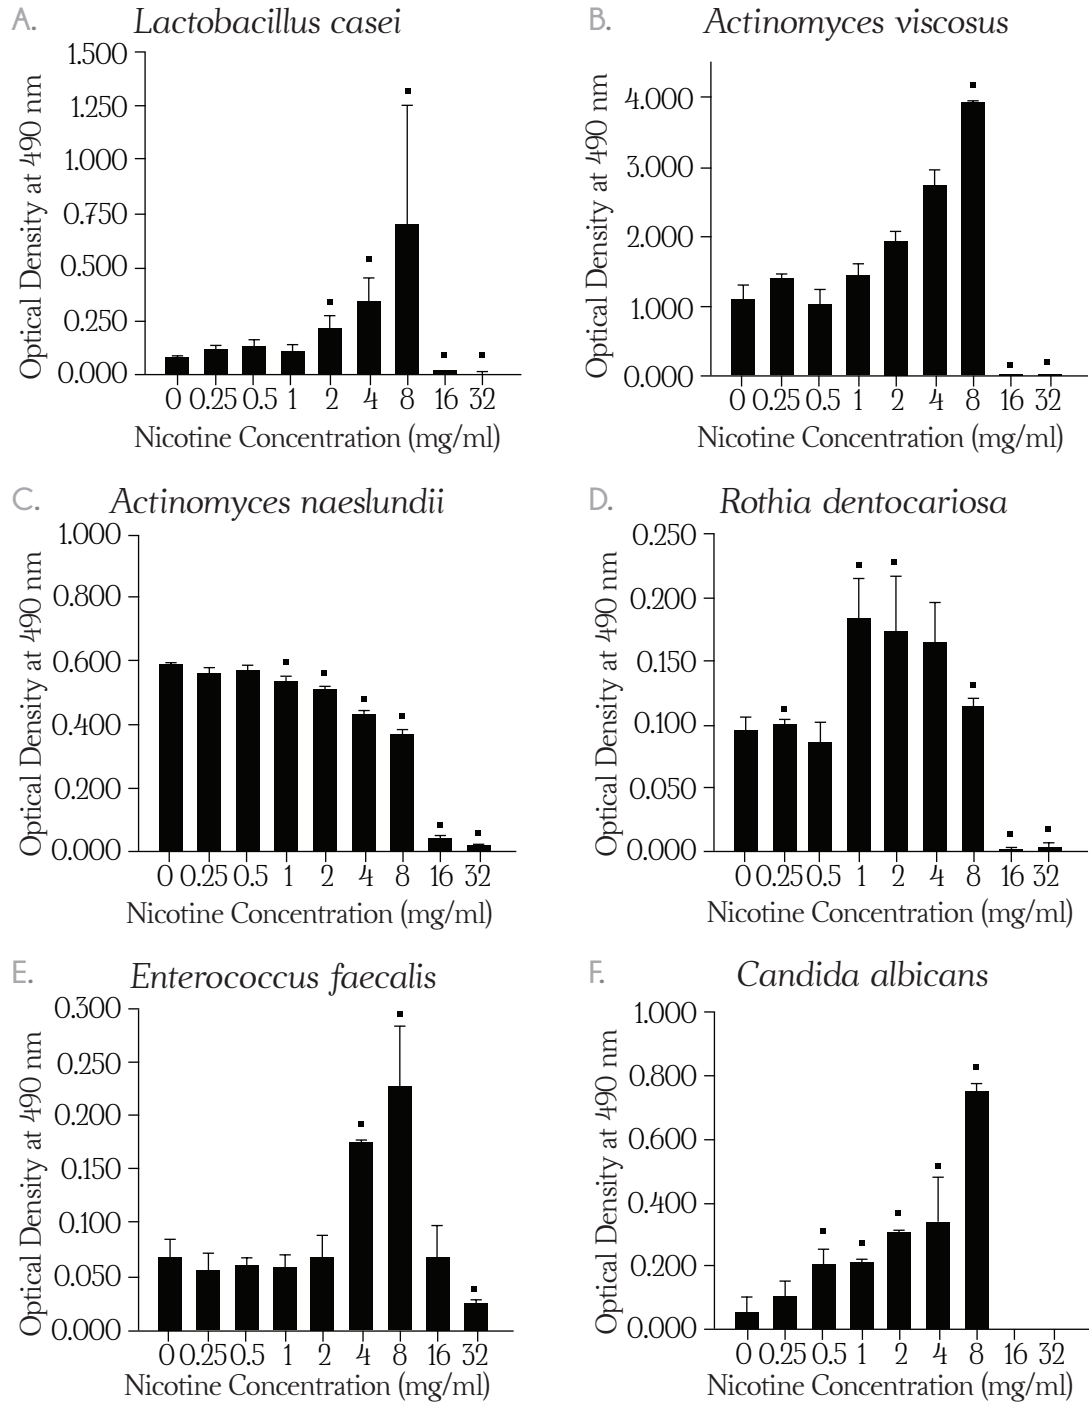 A. Lactobacillus casei
Optical Density at 490 nm
1.500
1.250
1.000
0.750
0.500
0.250
0.000
0 0.25 0.5 1 2 4 8 16 32
Nicotine Concentration (mg/ml)
B. Actinomyces viscosus
Optical Density at 490 nm
4.000
3.000
2.000
1.000
0.000
0 0.25 0.5 1 2 4 8 16 32
Nicotine Concentration (mg/ml)
C. Actinomyces naeslundii
Optical Density at 490 nm
1.000
0.800
0.600
0.400
0.200
0.000
0 0.25 0.5 1 2 4 8 16 32
Nicotine Concentration (mg/ml)
D. Rothia dentocariosa
Optical Density at 490 nm
0.250
0.200
0.150
0.100
0.050
0.000
0 0.25 0.5 1 2 4 8 16 32
Nicotine Concentration (mg/ml)
E. Enterococcus faecalis
Optical Density at 490 nm
0.300
0.250
0.200
0.150
0.100
0.050
0.000
0 0.25 0.5 1 2 4 8 16 32
Nicotine Concentration (mg/ml)
F. Candida albicans
Optical Density at 490 nm
1.000
0.800
0.600
0.400
0.200
0.000
0 0.25 0.5 1 2 4 8 16 32
Nicotine Concentration (mg/ml)